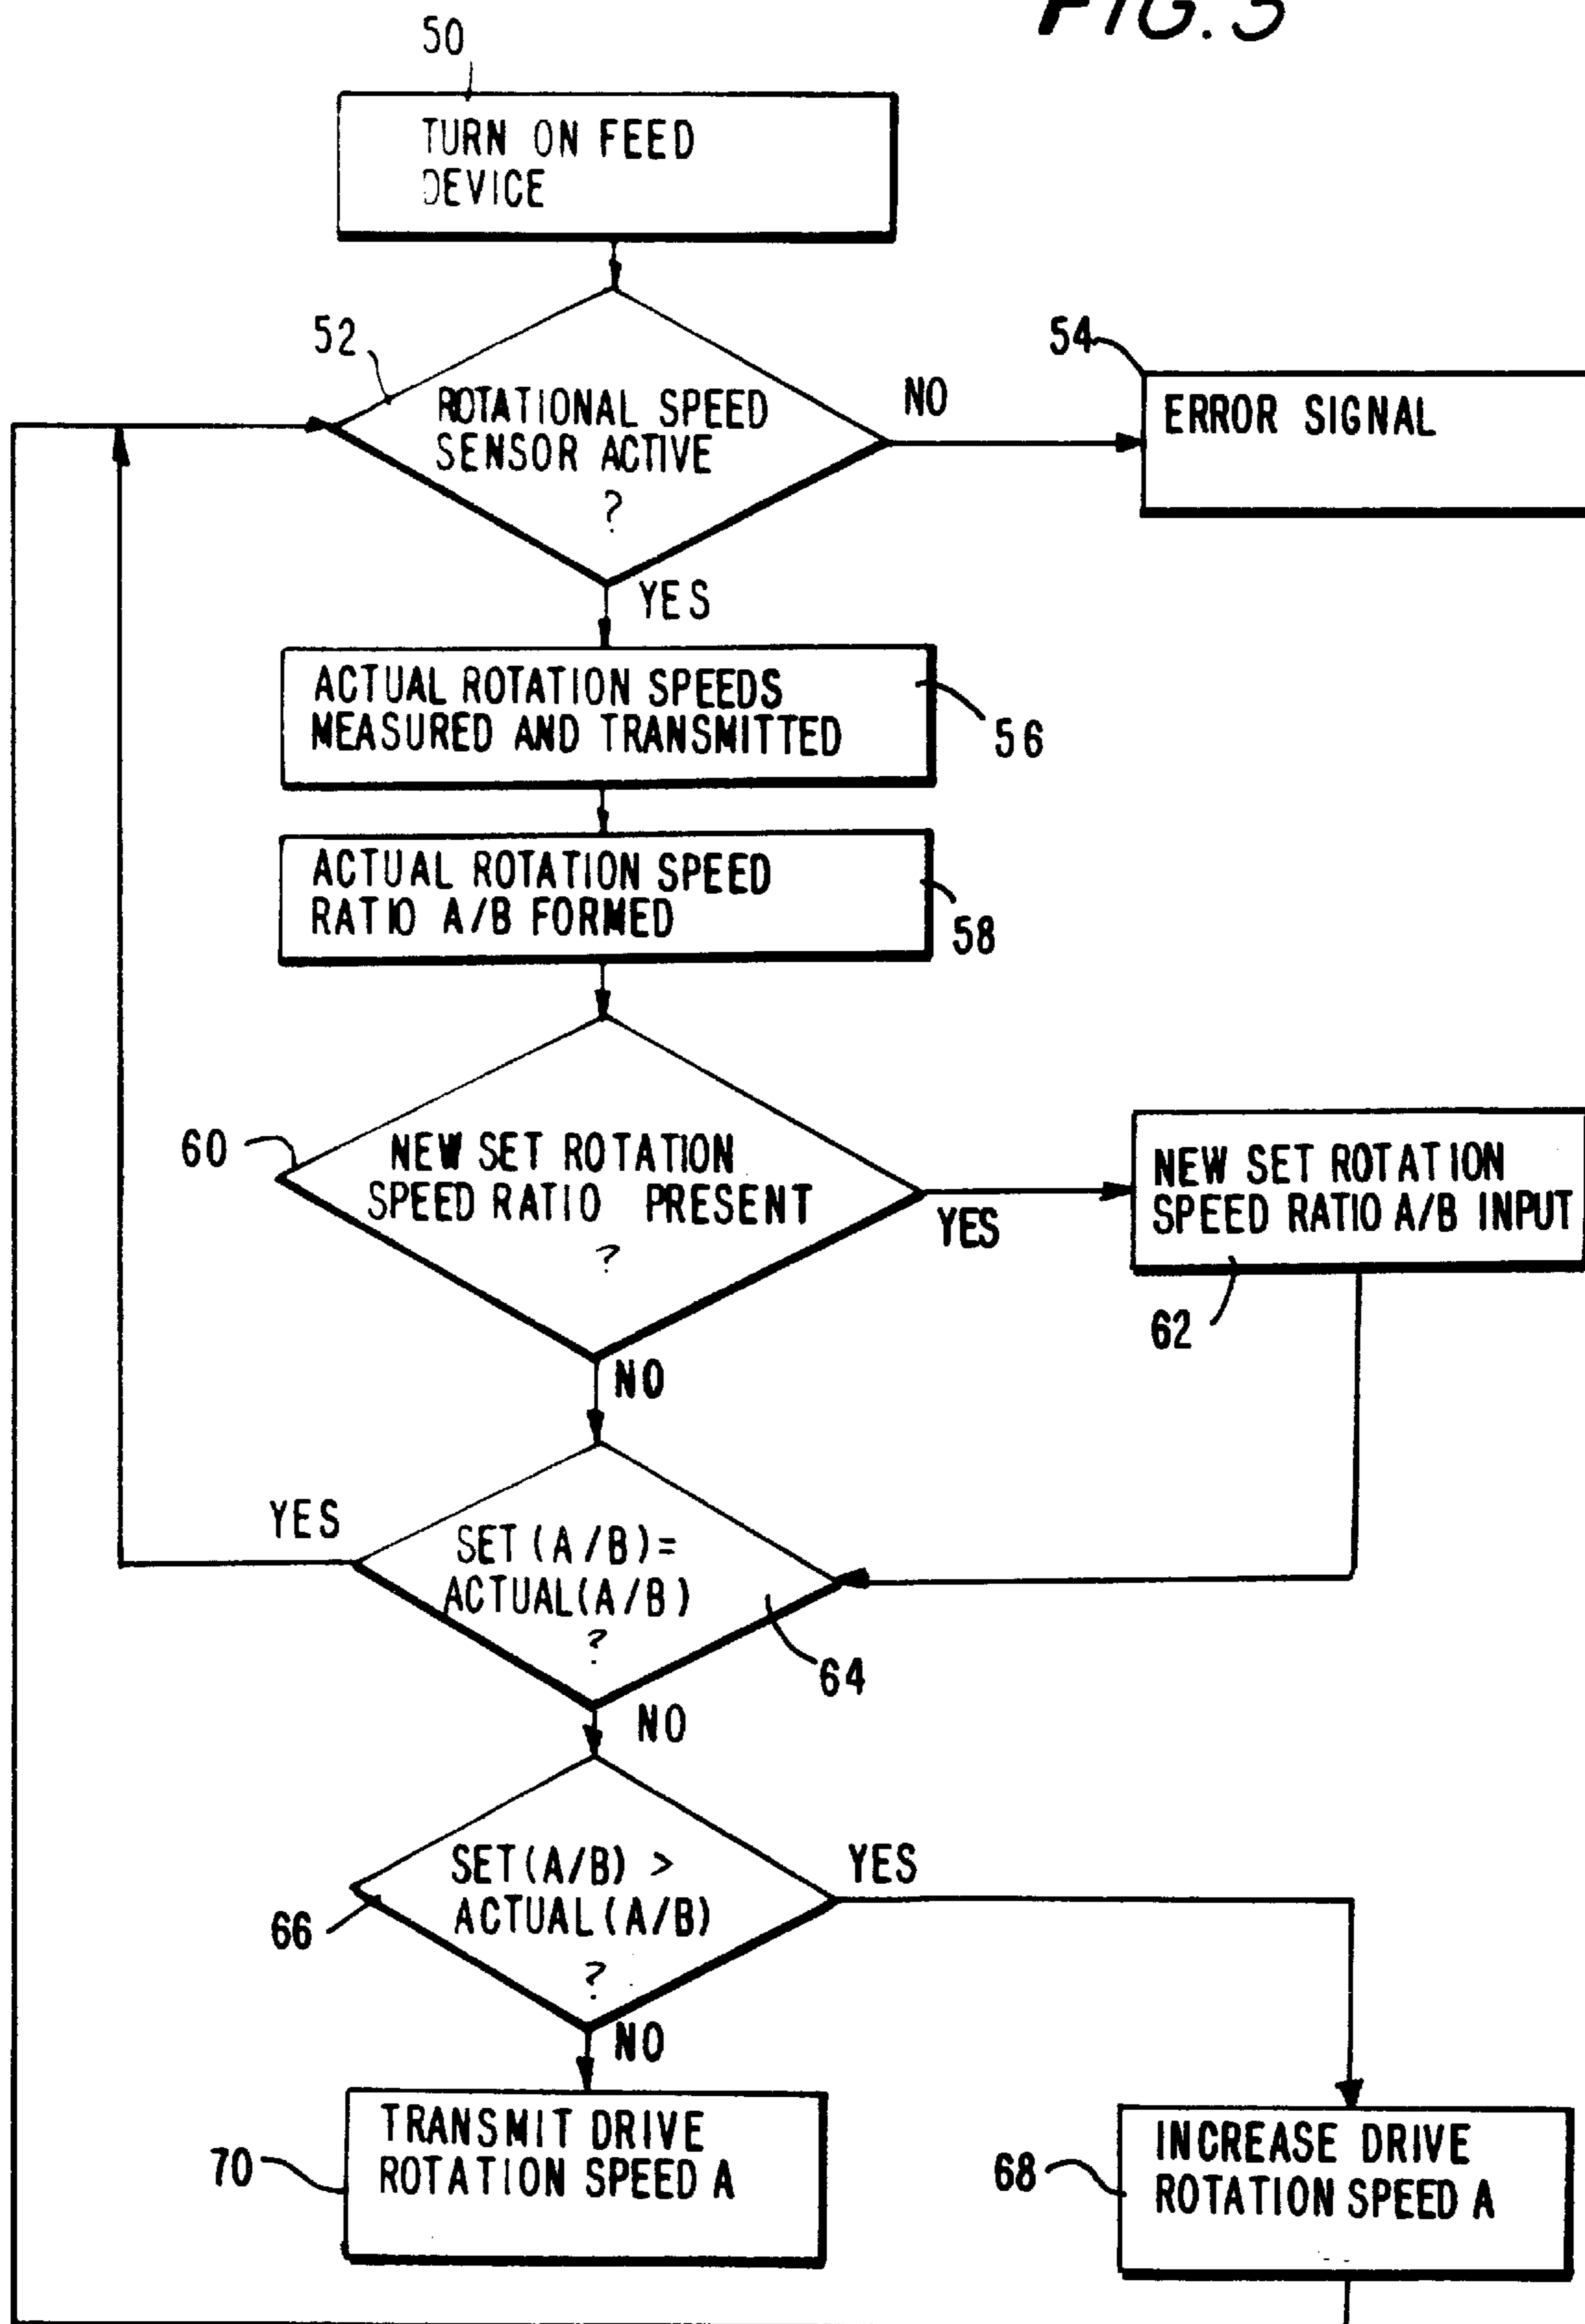 FIG. 3
50
TURN ON FEED
DEVICE
52
ROTATIONAL SPEED
SENSOR ACTIVE
?
NO
54
ERROR SIGNAL
YES
ACTUAL ROTATION SPEEDS
MEASURED AND TRANSMITTED
56
ACTUAL ROTATION SPEED
RATIO A/B FORMED
58
60
NEW SET ROTATION
SPEED RATIO PRESENT
?
YES
NEW SET ROTATION
SPEED RATIO A/B INPUT
62
NO
YES
SET (A/B)=
ACTUAL(A/B)
?
64
NO
SET(A/B) >
ACTUAL(A/B)
?
66
YES
NO
70
TRANSMIT DRIVE
ROTATION SPEED A
68
INCREASE DRIVE
ROTATION SPEED A